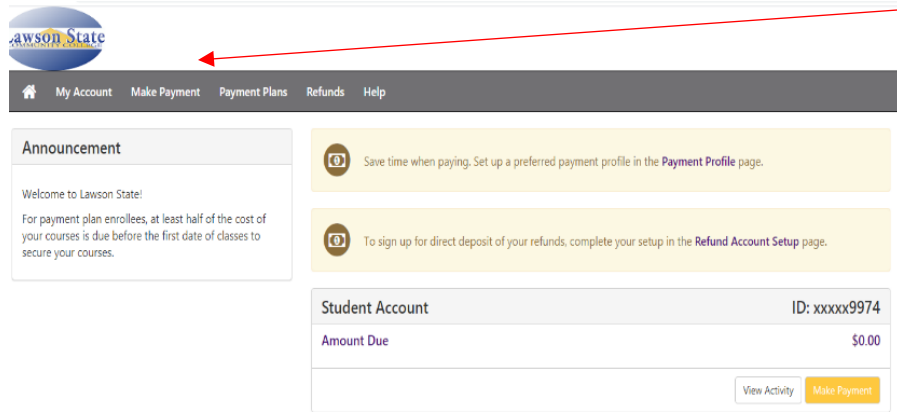 Lawson State
COMMUNITY COLLEGE
My Account Make Payment Payment Plans Refunds Help
Announcement
Welcome to Lawson State!
For payment plan enrollees, at least half of the cost of
your courses is due before the first date of classes to
secure your courses.
Save time when paying. Set up a preferred payment profile in the Payment Profile page.
To sign up for direct deposit of your refunds, complete your setup in the Refund Account Setup page.
Student Account ID: xxxxx9974
Amount Due $0.00
View Activity Make Payment